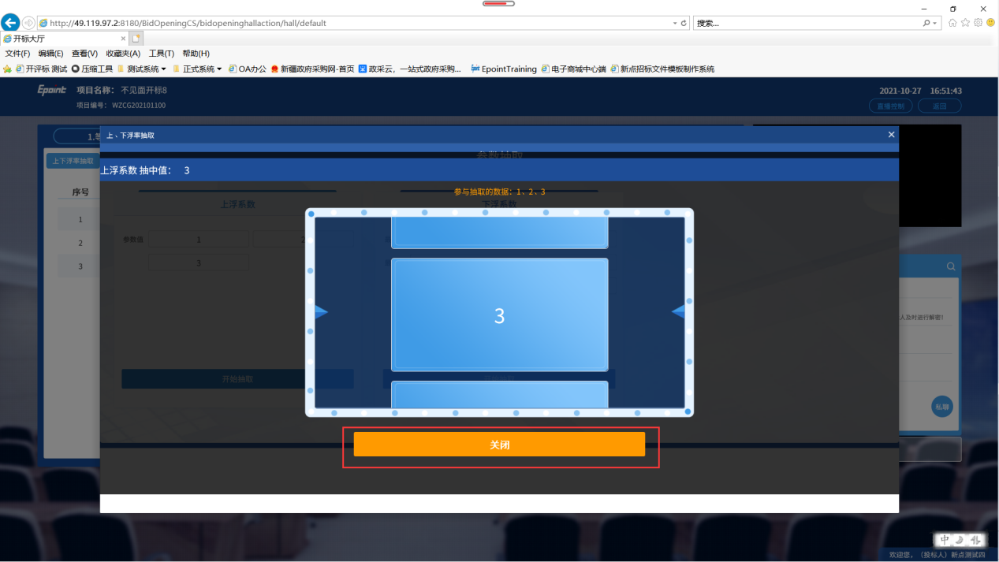 http://49.119.97.2:8180/BidOpeningCS/bidopeninghallaction/hall/default
搜索...
开标大厅
文件(F) 编辑(E) 查看(V) 收藏夹(A) 工具(T) 帮助(H)
开评标 测试 压缩工具 测试系统 正式系统 OA办公 新疆政府采购网-首页 政采云，一站式政府采购... EpointTraining 电子商城中心端 新点招标文件模板制作系统
Epoint 项目名称： 不见面开标8
2021-10-27 16:51:43
项目编号： WZCG202101100
直播控制 返回
1.等
上、下浮率抽取
参数抽取
上下浮率抽取
上浮系数 抽中值： 3
序号
参与抽取的数据：1、2、3
上浮系数
下浮系数
1
参数值 1 2
2
3
3
3
人及时进行解密!
开始抽取
私聊
关闭
中
欢迎您，（投标人）新点测试四